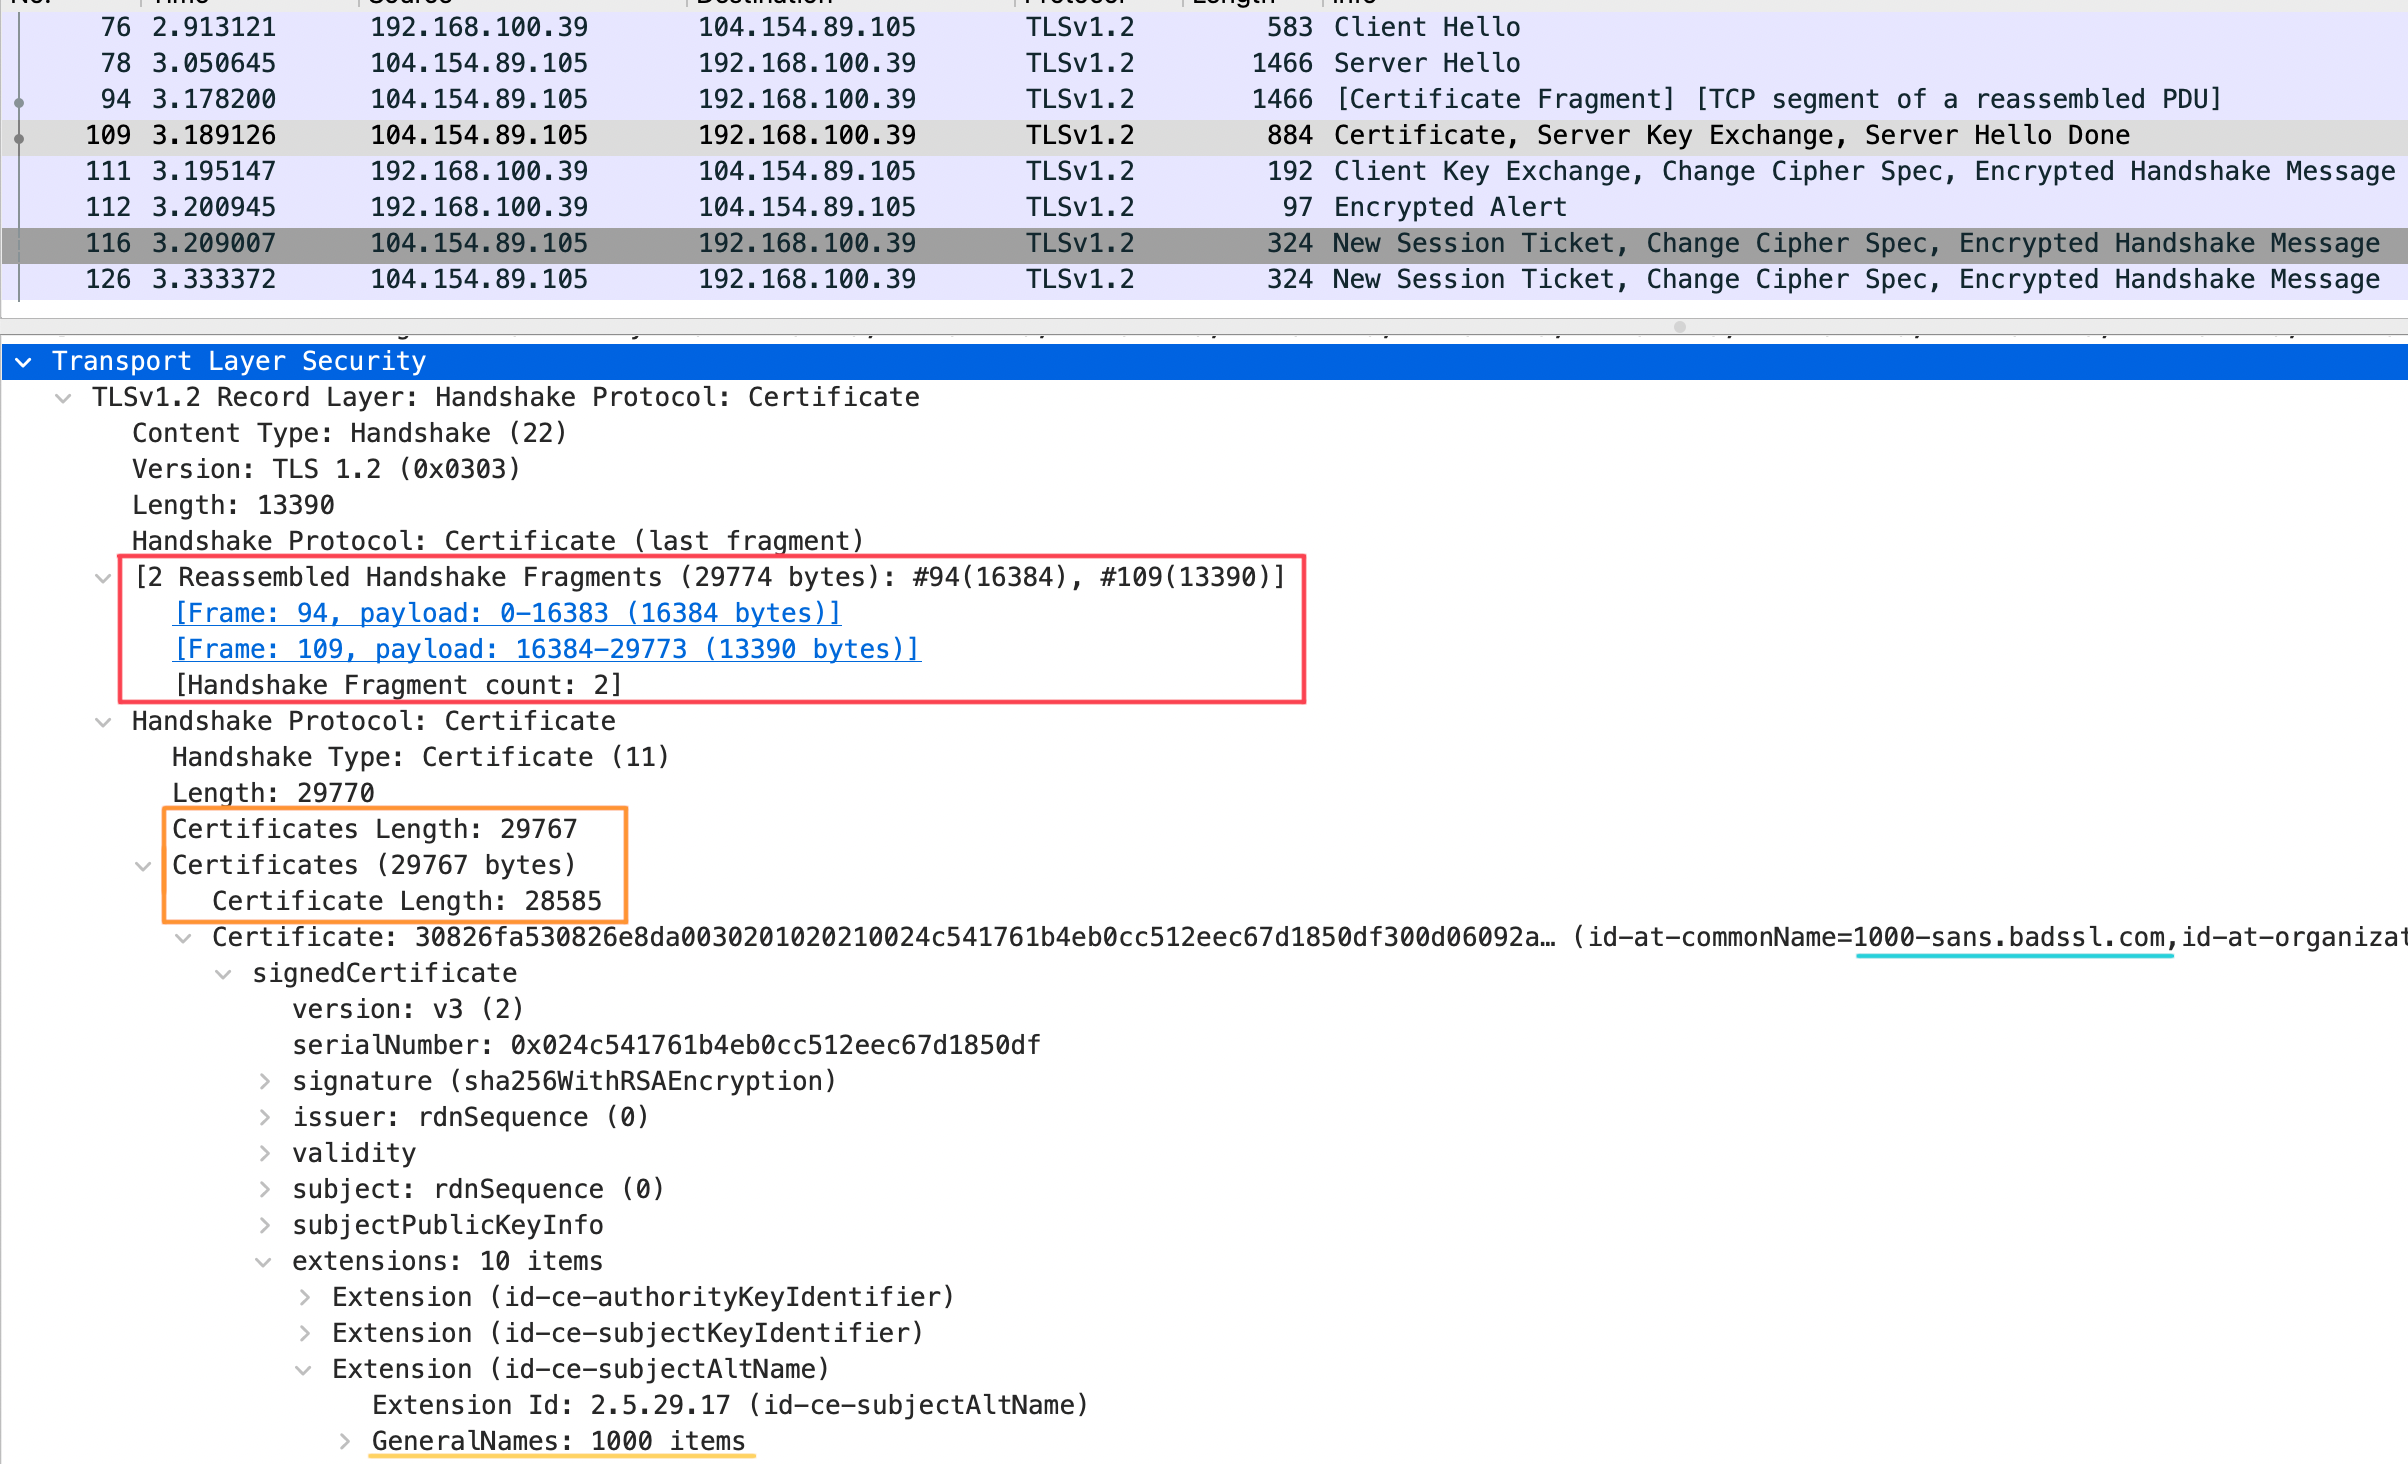 76 2.913121 192.168.100.39 104.154.89.105 TLSv1.2 583 Client Hello
78 3.050645 104.154.89.105 192.168.100.39 TLSv1.2 1466 Server Hello
94 3.178200 104.154.89.105 192.168.100.39 TLSv1.2 1466 [Certificate Fragment] [TCP segment of a reassembled PDU]
109 3.189126 104.154.89.105 192.168.100.39 TLSv1.2 884 Certificate, Server Key Exchange, Server Hello Done
111 3.195147 192.168.100.39 104.154.89.105 TLSv1.2 192 Client Key Exchange, Change Cipher Spec, Encrypted Handshake Message
112 3.200945 192.168.100.39 104.154.89.105 TLSv1.2 97 Encrypted Alert
116 3.209007 104.154.89.105 192.168.100.39 TLSv1.2 324 New Session Ticket, Change Cipher Spec, Encrypted Handshake Message
126 3.333372 104.154.89.105 192.168.100.39 TLSv1.2 324 New Session Ticket, Change Cipher Spec, Encrypted Handshake Message
Transport Layer Security
TLSv1.2 Record Layer: Handshake Protocol: Certificate
Content Type: Handshake (22)
Version: TLS 1.2 (0x0303)
Length: 13390
Handshake Protocol: Certificate (last fragment)
[2 Reassembled Handshake Fragments (29774 bytes): #94(16384), #109(13390)]
[Frame: 94, payload: 0-16383 (16384 bytes)]
[Frame: 109, payload: 16384-29773 (13390 bytes)]
[Handshake Fragment count: 2]
Handshake Protocol: Certificate
Handshake Type: Certificate (11)
Length: 29770
Certificates Length: 29767
Certificates (29767 bytes)
Certificate Length: 28585
Certificate: 30826fa530826e8da0030201020210024c541761b4eb0cc512eec67d1850df300d06092a… (id-at-commonName=1000-sans.badssl.com,id-at-organizat
signedCertificate
version: v3 (2)
serialNumber: 0x024c541761b4eb0cc512eec67d1850df
signature (sha256WithRSAEncryption)
issuer: rdnSequence (0)
validity
subject: rdnSequence (0)
subjectPublicKeyInfo
extensions: 10 items
Extension (id-ce-authorityKeyIdentifier)
Extension (id-ce-subjectKeyIdentifier)
Extension (id-ce-subjectAltName)
Extension Id: 2.5.29.17 (id-ce-subjectAltName)
GeneralNames: 1000 items